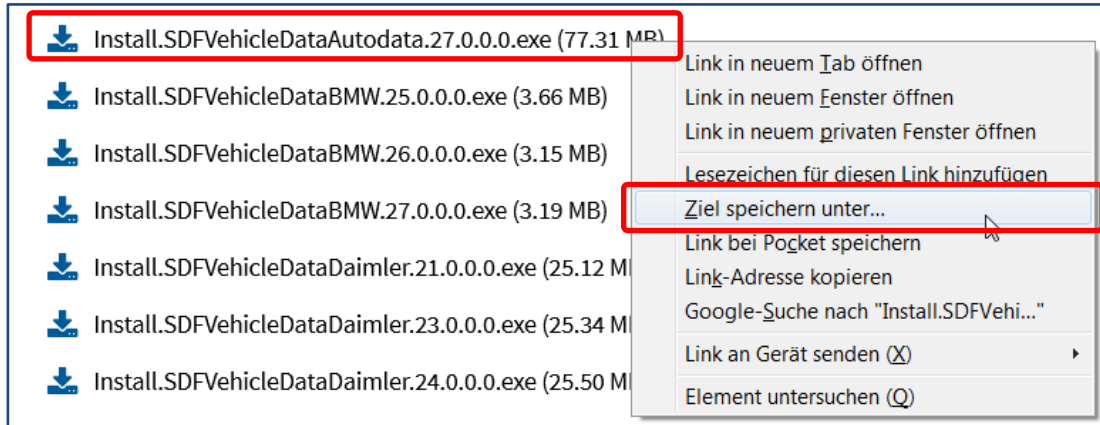 Install.SDFVehicleDataAutodata.27.0.0.0.exe (77.31 MB)
Install.SDFVehicleDataBMW.25.0.0.0.exe (3.66 MB)
Install.SDFVehicleDataBMW.26.0.0.0.exe (3.15 MB)
Install.SDFVehicleDataBMW.27.0.0.0.exe (3.19 MB)
Install.SDFVehicleDataDaimler.21.0.0.0.exe (25.12 M
Install.SDFVehicleDataDaimler.23.0.0.0.exe (25.34 M
Install.SDFVehicleDataDaimler.24.0.0.0.exe (25.50 M
Link in neuem Tab öffnen
Link in neuem Fenster öffnen
Link in neuem privaten Fenster öffnen
Lesezeichen für diesen Link hinzufügen
Ziel speichern unter...
Link bei Pocket speichern
Link-Adresse kopieren
Google-Suche nach "Install.SDFVehi..."
Link an Gerät senden (X)
Element untersuchen (Q)